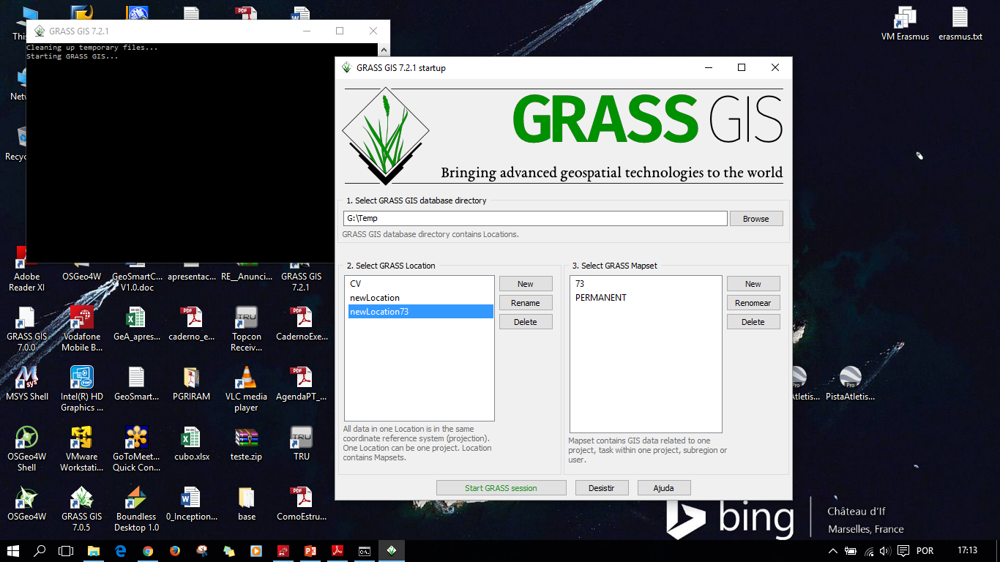 This
VM Erasmus
erasmus.txt
GRASS GIS 7.2.1
Cleaning up temporary files...
Starting GRASS GIS...
Netw
Recyc
GRASS GIS 7.2.1 startup
GRASS GIS
Bringing advanced geospatial technologies to the world
1. Select GRASS GIS database directory
G:\Temp
Browse
GRASS GIS database directory contains Locations.
2. Select GRASS Location
CV
newLocation
newLocation73
New
Rename
Delete
All data in one Location is in the same
coordinate reference system (projection).
One Location can be one project. Location
contains Mapsets.
3. Select GRASS Mapset
73
PERMANENT
New
Renomear
Delete
Mapset contains GIS data related to one
project, task within one project, subregion or
user.
Start GRASS session
Desistir
Ajuda
Adobe
Reader XI
OSGeo4W
GeoSmartC...
V1.0.doc
apresentac...
RE__Anunci...
GRASS GIS
7.2.1
GRASS GIS
7.0.0
Vodafone
Mobile B...
GeA_apres...
caderno_e...
Topcon
Receiv...
CadernoExe...
MSYS Shell
Intel(R) HD
Graphics ...
GeoSmart...
PGRIRAM
VLC media
player
AgendaPT_...
tletis...
PistaAtletis...
OSGeo4W
Shell
VMware
Workstati...
GoToMeet...
Quick Con...
cubo.xlsx
teste.zip
TRU
OSGeo4W
GRASS GIS
7.0.5
Boundless
Desktop 1.0
0_Inception...
base
ComoEstru...
bing
Château d'If
Marselles, France
POR
17:13